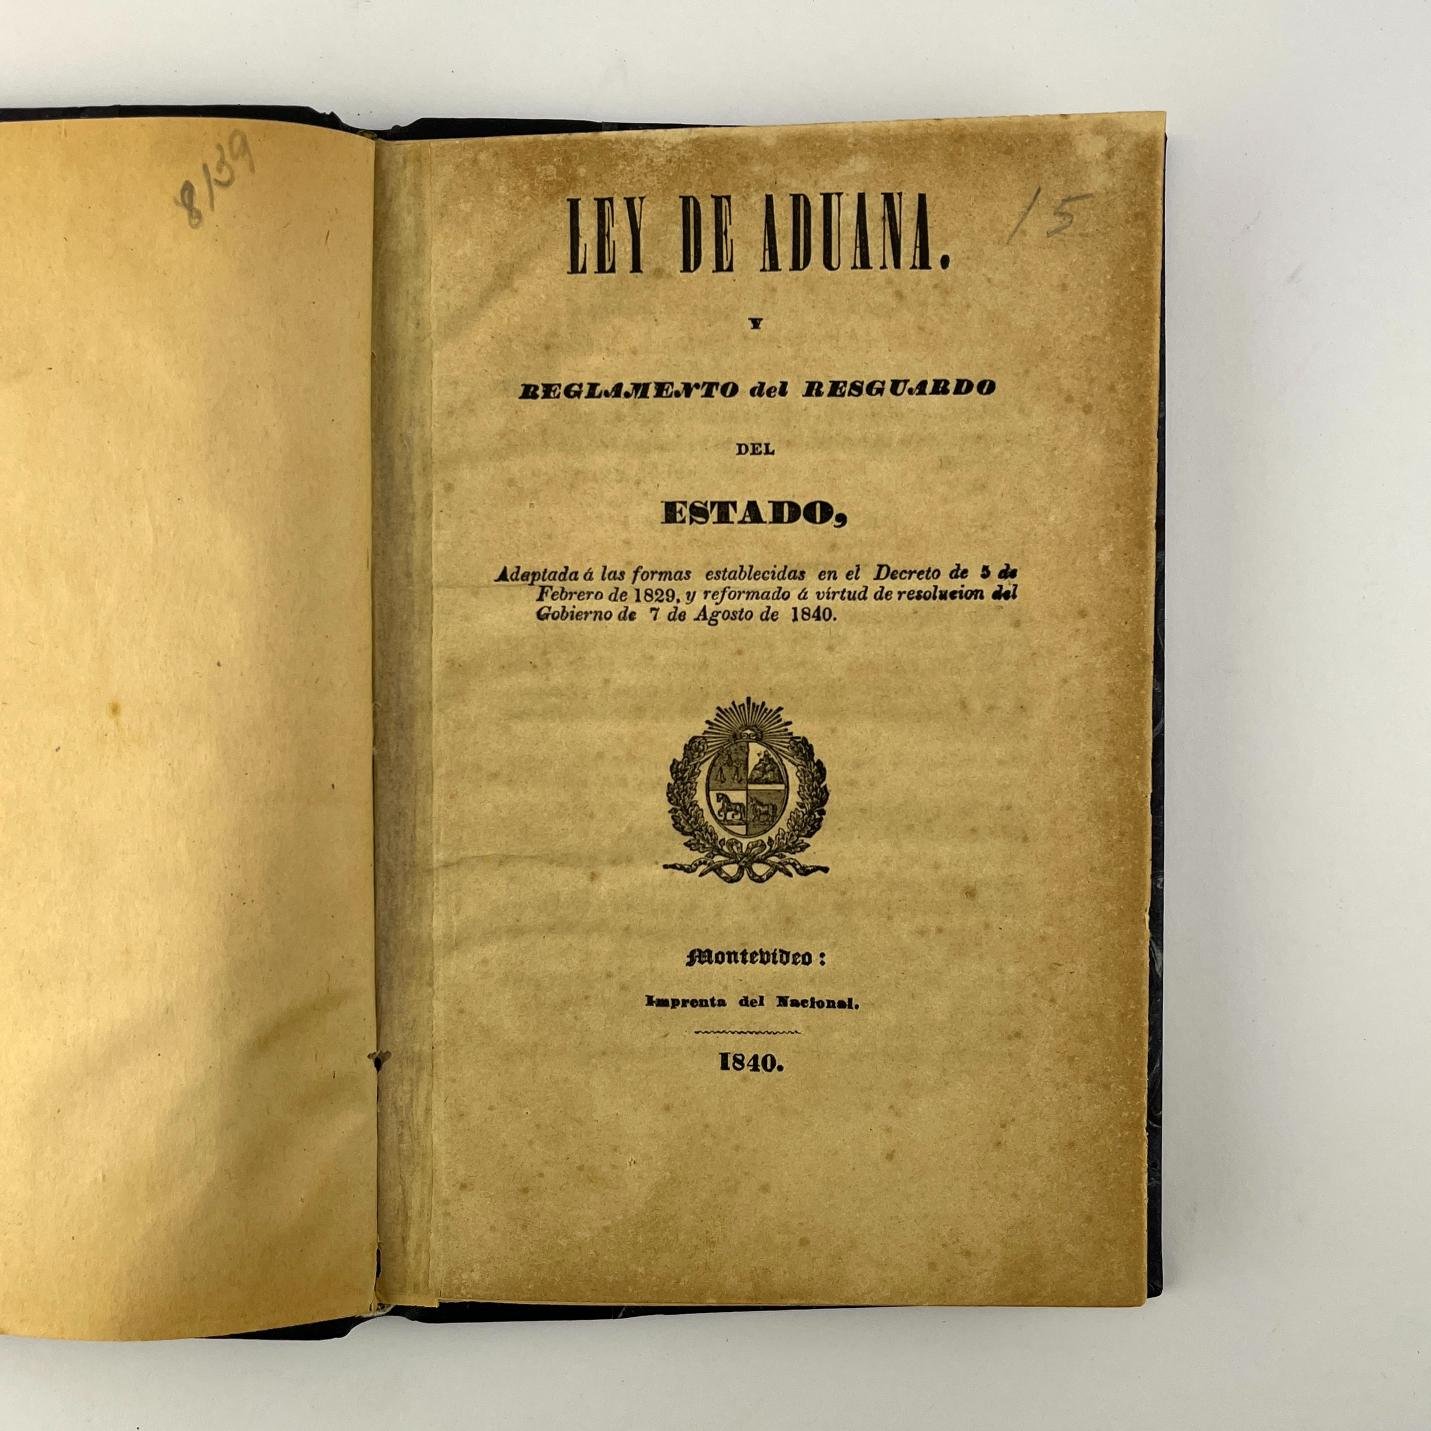 8/39
15
LEY DE ADUANA.
Y
REGLAMENTO del RESGUARDO
DEL
ESTADO,
Adaptada á las formas establecidas en el Decreto de 5 de
Febrero de 1829, y reformado á virtud de resolucion del
Gobierno de 7 de Agosto de 1840.
Montevideo:
Imprenta del Nacional.
1840.